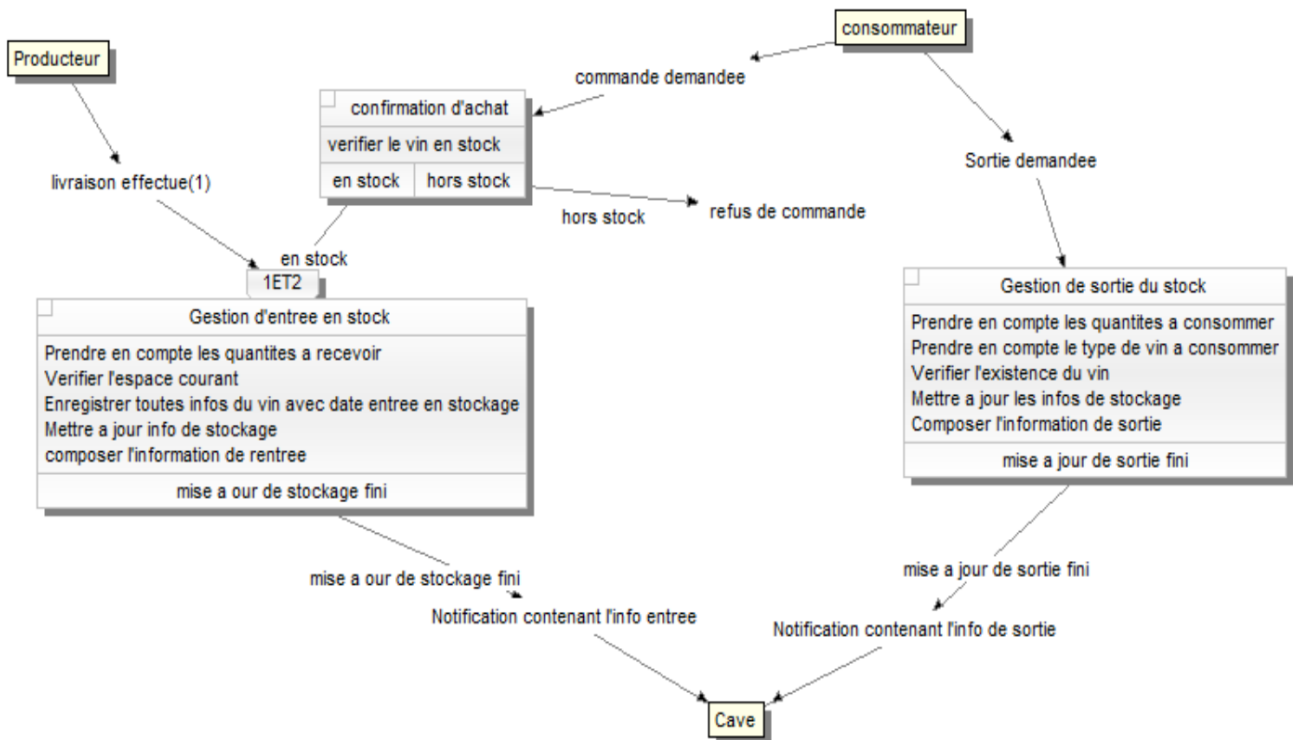 Producteur
consommateur
commande demandee
confirmation d'achat
verifier le vin en stock
en stock
hors stock
Sortie demandee
livraison effectue(1)
hors stock
refus de commande
en stock
1ET2
Gestion d'entree en stock
Prendre en compte les quantites a recevoir
Verifier l'espace courant
Enregistrer toutes infos du vin avec date entree en stockage
Mettre a jour info de stockage
composer l'information de rentree
mise a our de stockage fini
Gestion de sortie du stock
Prendre en compte les quantites a consommer
Prendre en compte le type de vin a consommer
Verifier l'existence du vin
Mettre a jour les infos de stockage
Composer l'information de sortie
mise a jour de sortie fini
mise a our de stockage fini
mise a jour de sortie fini
Notification contenant l'info entree
Notification contenant l'info de sortie
Cave